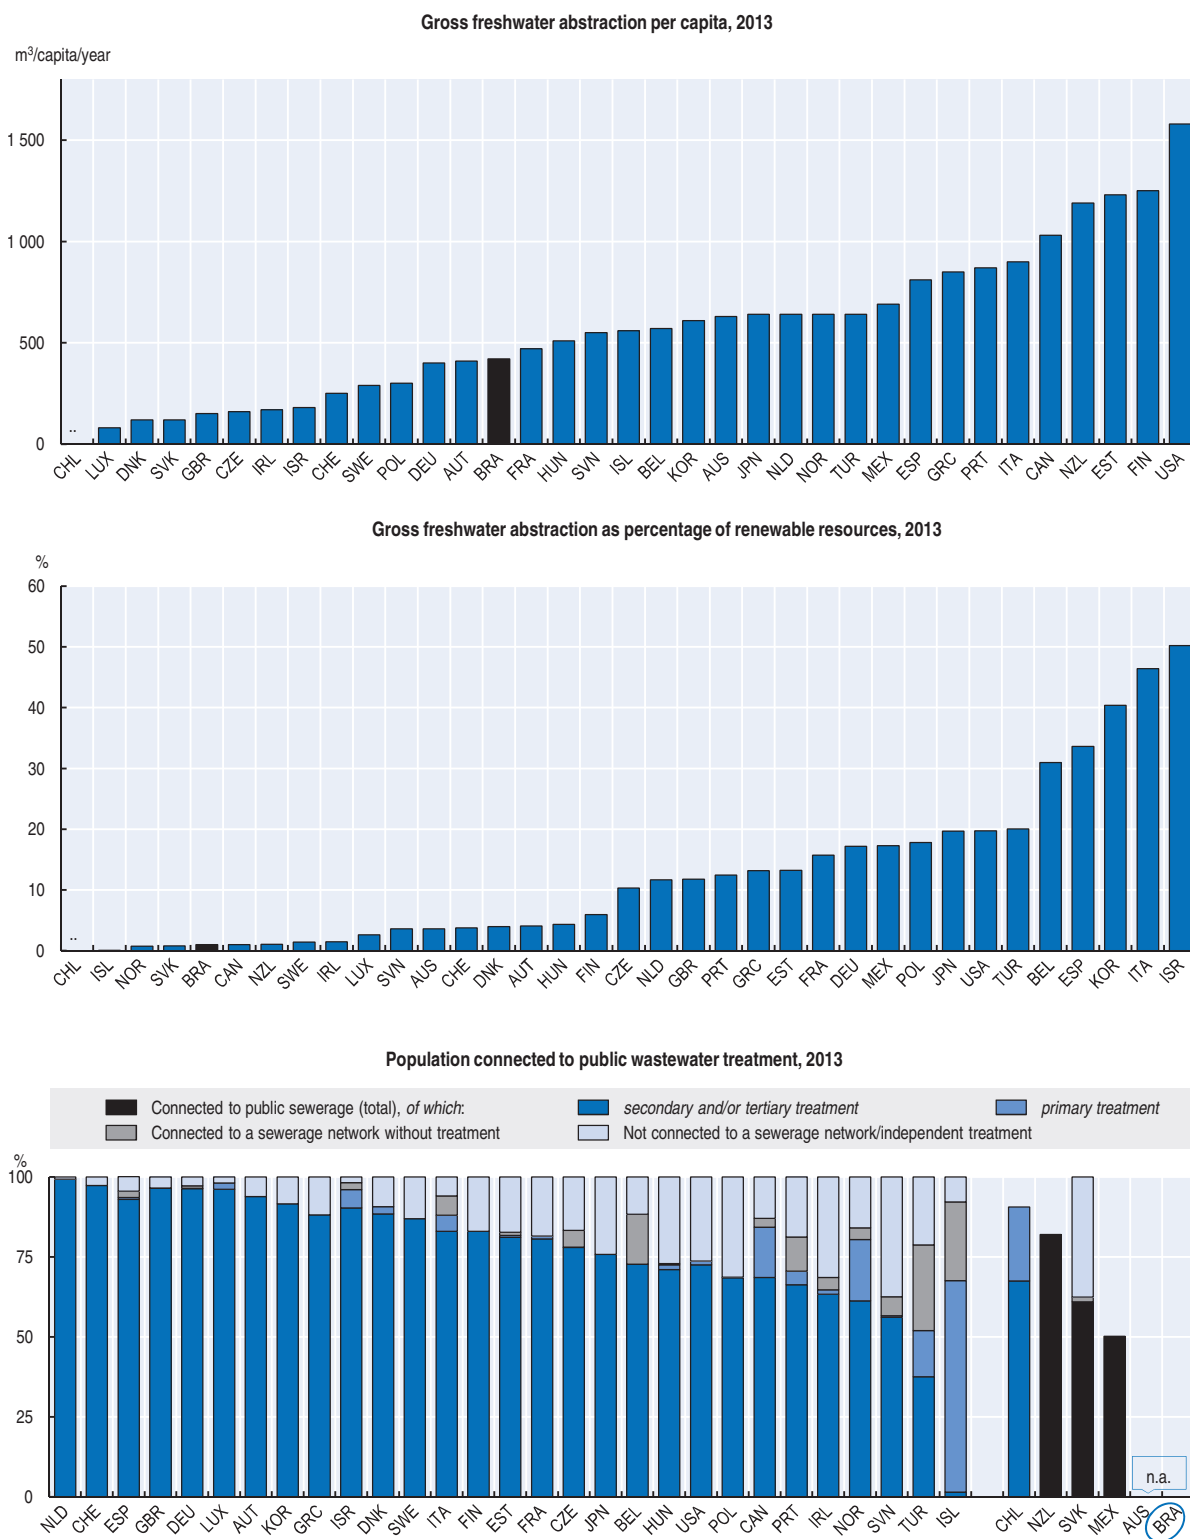 Gross freshwater abstraction per capita, 2013
m³/capita/year
1 500
1 000
500
0
..
CHL LUX DNK SVK GBR CZE IRL ISR CHE SWE POL DEU AUT BRA FRA HUN SVN ISL BEL KOR AUS JPN NLD NOR TUR MEX ESP GRC PRT ITA CAN NZL EST FIN USA
Gross freshwater abstraction as percentage of renewable resources, 2013
%
60
50
40
30
20
10
0
..
CHL ISL NOR SVK BRA CAN NZL SWE IRL LUX SVN AUS CHE DNK AUT HUN FIN CZE NLD GBR PRT GRC EST FRA DEU MEX POL JPN USA TUR BEL ESP KOR ITA ISR
Population connected to public wastewater treatment, 2013
Connected to public sewerage (total), of which: secondary and/or tertiary treatment primary treatment
Connected to a sewerage network without treatment Not connected to a sewerage network/independent treatment
%
100
75
50
25
0
n.a.
NLD CHE ESP GBR DEU LUX AUT KOR GRC ISR DNK SWE ITA FIN EST FRA CZE JPN BEL HUN USA POL CAN PRT IRL NOR SVN TUR ISL CHL NZL SVK MEX AUS BRA